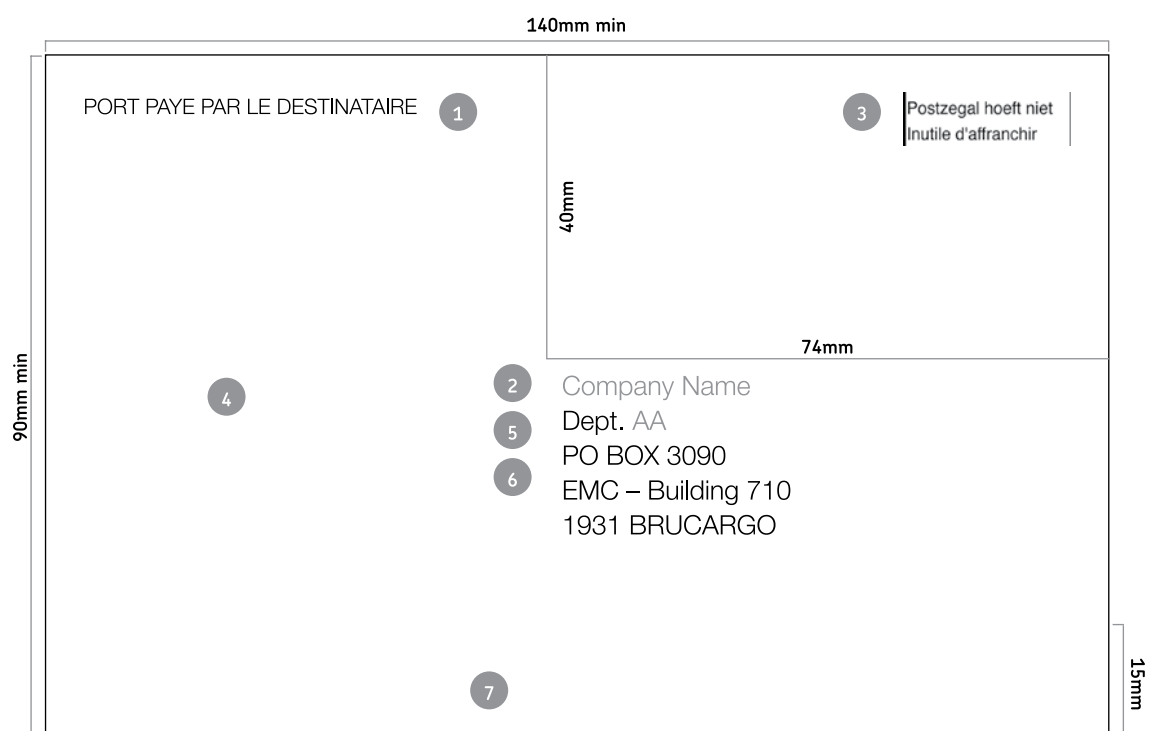 140mm min
PORT PAYE PAR LE DESTINATAIRE
1
3
Postzegal hoeft niet
Inutile d'affranchir
40mm
74mm
90mm min
4
2
Company Name
5
Dept. AA
PO BOX 3090
6
EMC – Building 710
1931 BRUCARGO
15mm
7